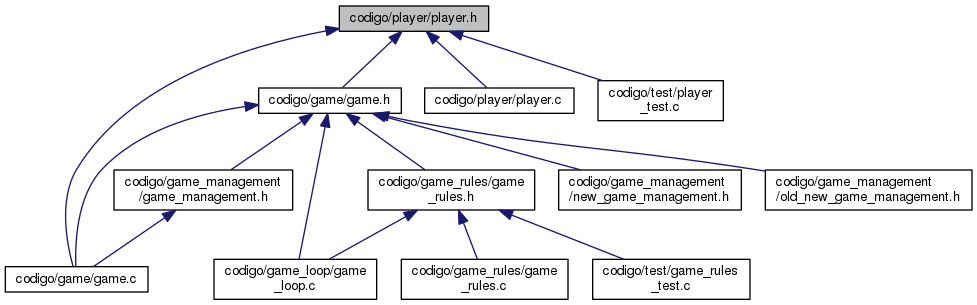 codigo/player/player.h
codigo/game/game.h
codigo/player/player.c
codigo/test/player
_test.c
codigo/game_management
/game_management.h
codigo/game_rules/game
_rules.h
codigo/game_management
/new_game_management.h
codigo/game_management
/old_new_game_management.h
codigo/game/game.c
codigo/game_loop/game
_loop.c
codigo/game_rules/game
_rules.c
codigo/test/game_rules
_test.c